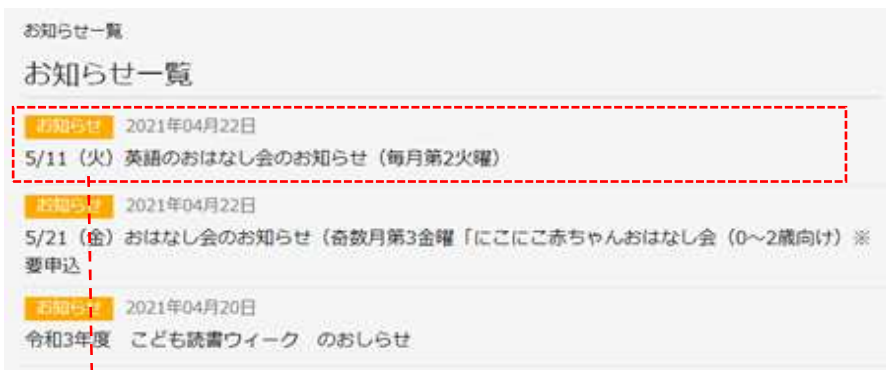 お知らせ一覧
お知らせ一覧
お知らせ 2021年04月22日
5/11（火）英語のおはなし会のお知らせ（毎月第2火曜）
お知らせ 2021年04月22日
5/21（金）おはなし会のお知らせ（奇数月第3金曜「にこにこ赤ちゃんおはなし会（0～2歳向け）※
要申込
お知らせ 2021年04月20日
令和3年度　こども読書ウィーク　のおしらせ